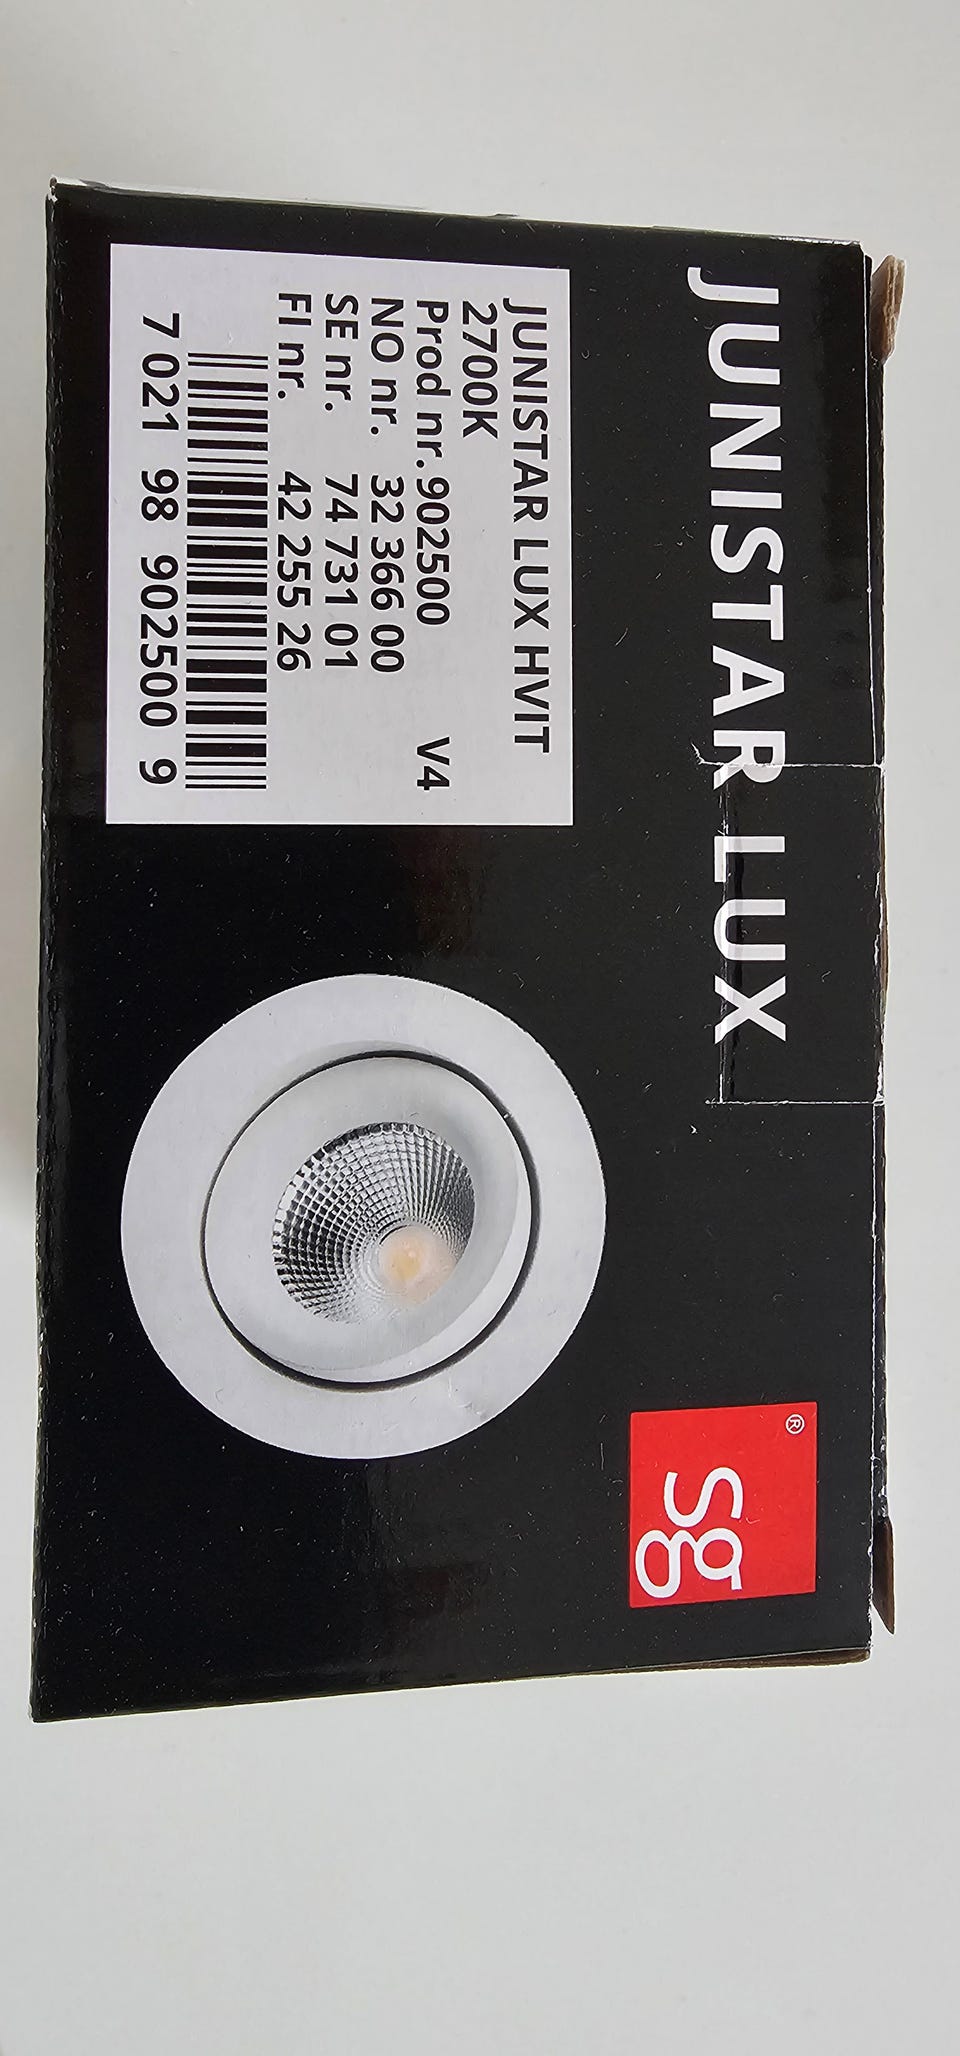 JUNISTAR LUX
®
sg
JUNISTAR LUX HVIT
2700K
Prod nr. 902500 V4
NO nr. 32 366 00
SE nr. 74 731 01
FI nr. 42 255 26
7 021 98 902500 9